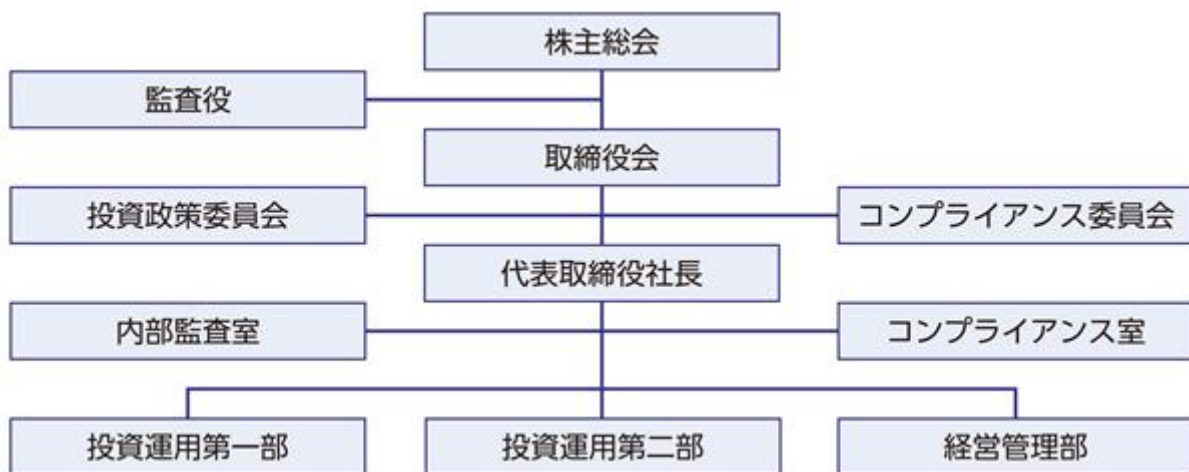 株主総会
監査役
取締役会
投資政策委員会
コンプライアンス委員会
代表取締役社長
内部監査室
コンプライアンス室
投資運用第一部
投資運用第二部
経営管理部